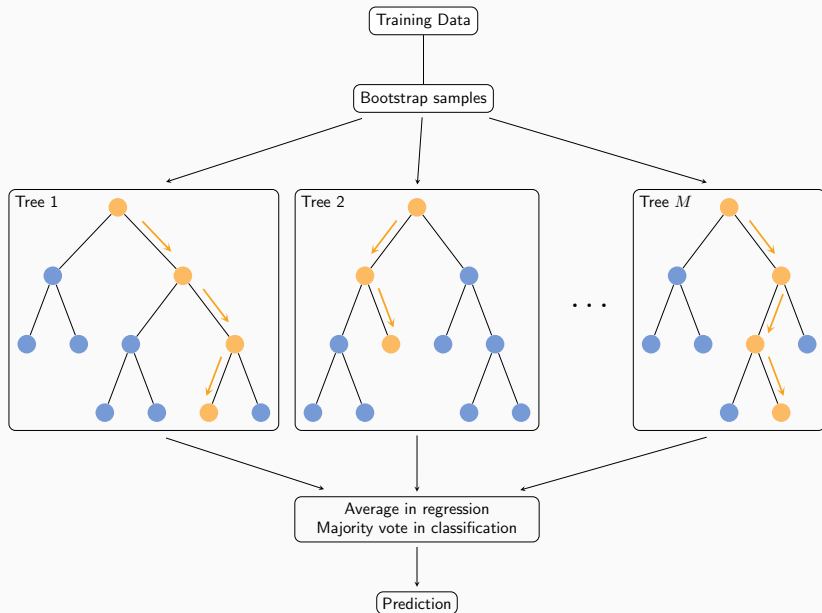 Training Data
Bootstrap samples
Tree 1
Tree 2
Tree M
...
Average in regression
Majority vote in classification
Prediction